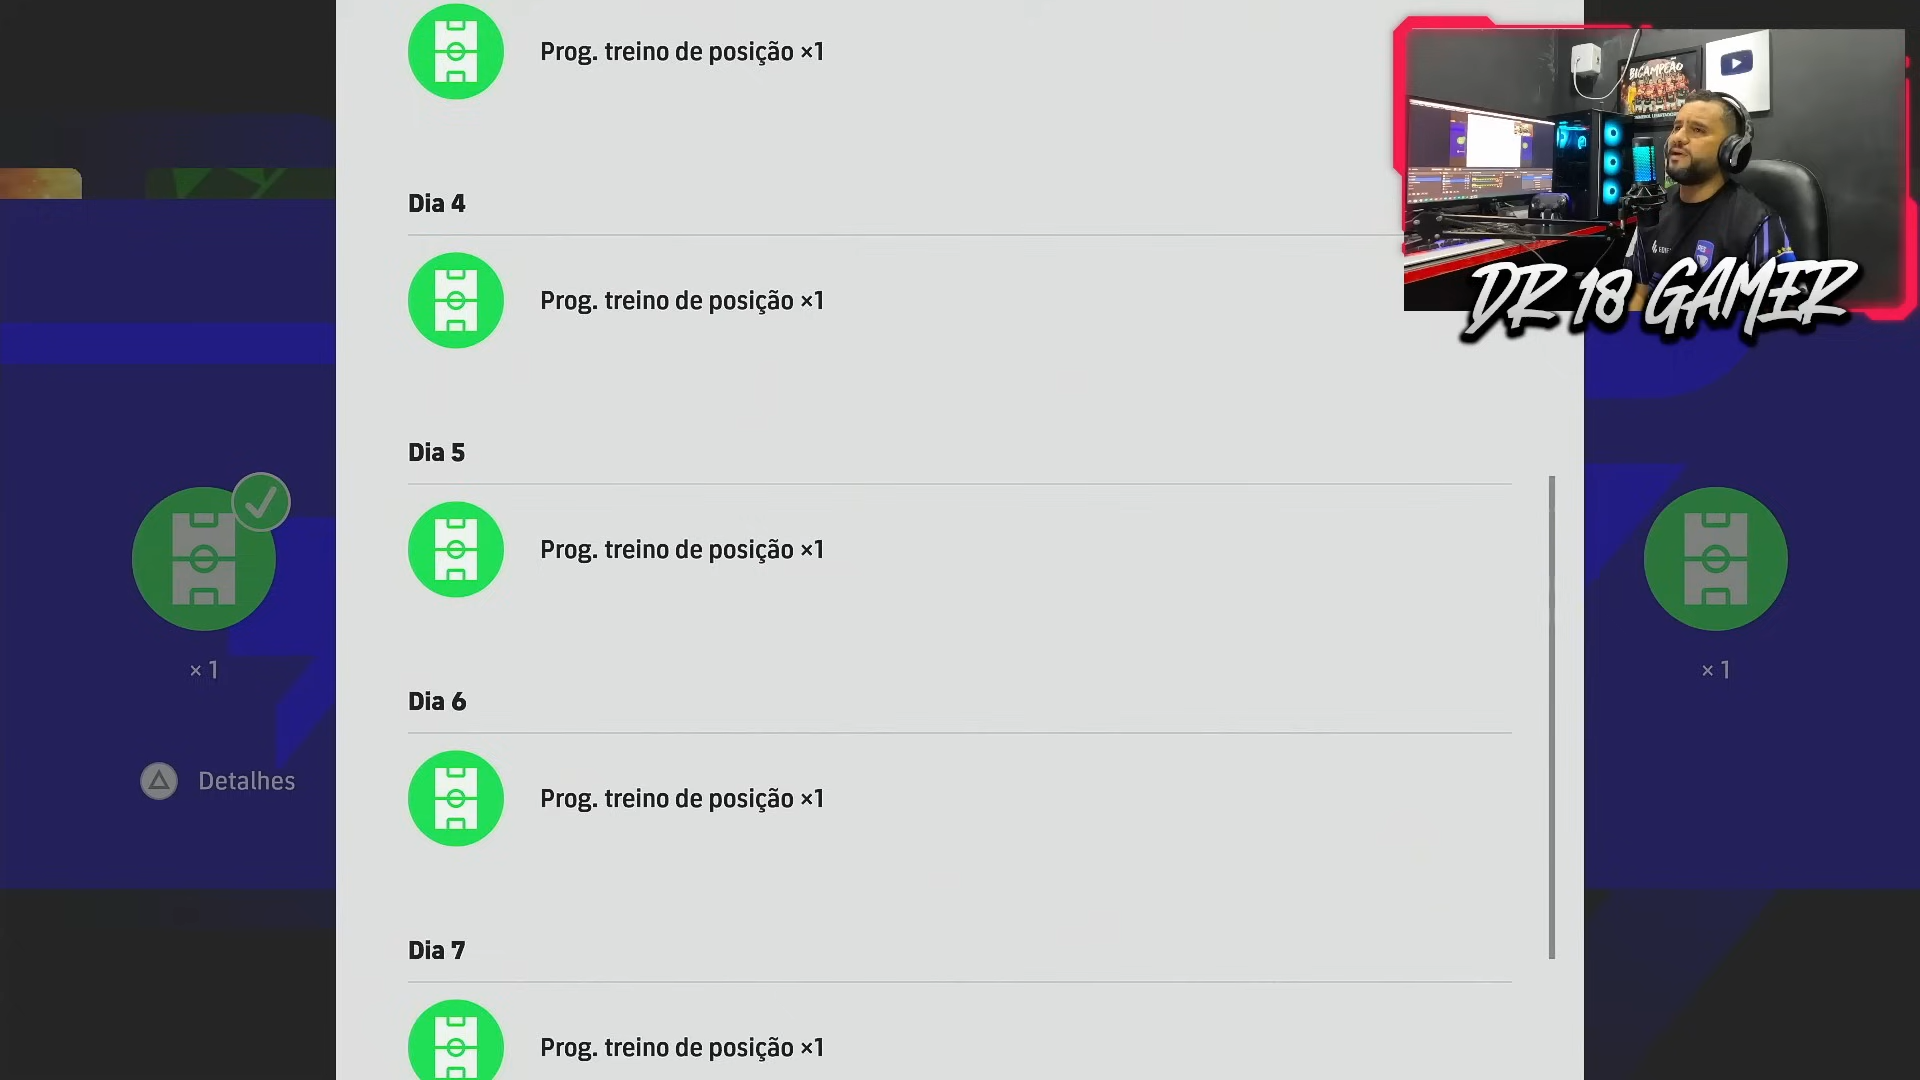 Prog. treino de posição ×1
Dia 4
Prog. treino de posição ×1
Dia 5
Prog. treino de posição ×1
Dia 6
Prog. treino de posição ×1
Dia 7
Prog. treino de posição ×1
× 1
Detalhes
× 1
BICAMPEÃO
DR 18 GAMER